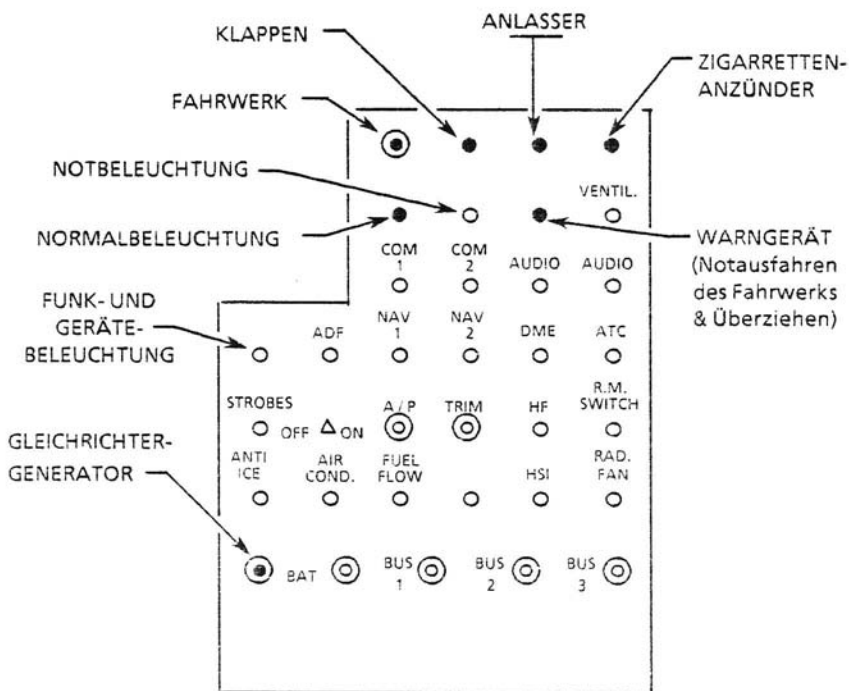 KLAPPEN
ANLASSER
ZIGARRETTEN-
ANZÜNDER
FAHRWERK
NOTBELEUCHTUNG
VENTIL.
NORMALBELEUCHTUNG
WARNGERÄT
(Notausfahren
des Fahrwerks
& Überziehen)
COM
1
COM
2
AUDIO
AUDIO
FUNK- UND
GERÄTE-
BELEUCHTUNG
ADF
NAV
1
NAV
2
DME
ATC
STROBES
OFF
ON
A / P
TRIM
HF
R.M.
SWITCH
GLEICHRICHTER-
GENERATOR
ANTI
ICE
AIR
COND.
FUEL
FLOW
HSI
RAD.
FAN
BAT
BUS
1
BUS
2
BUS
3